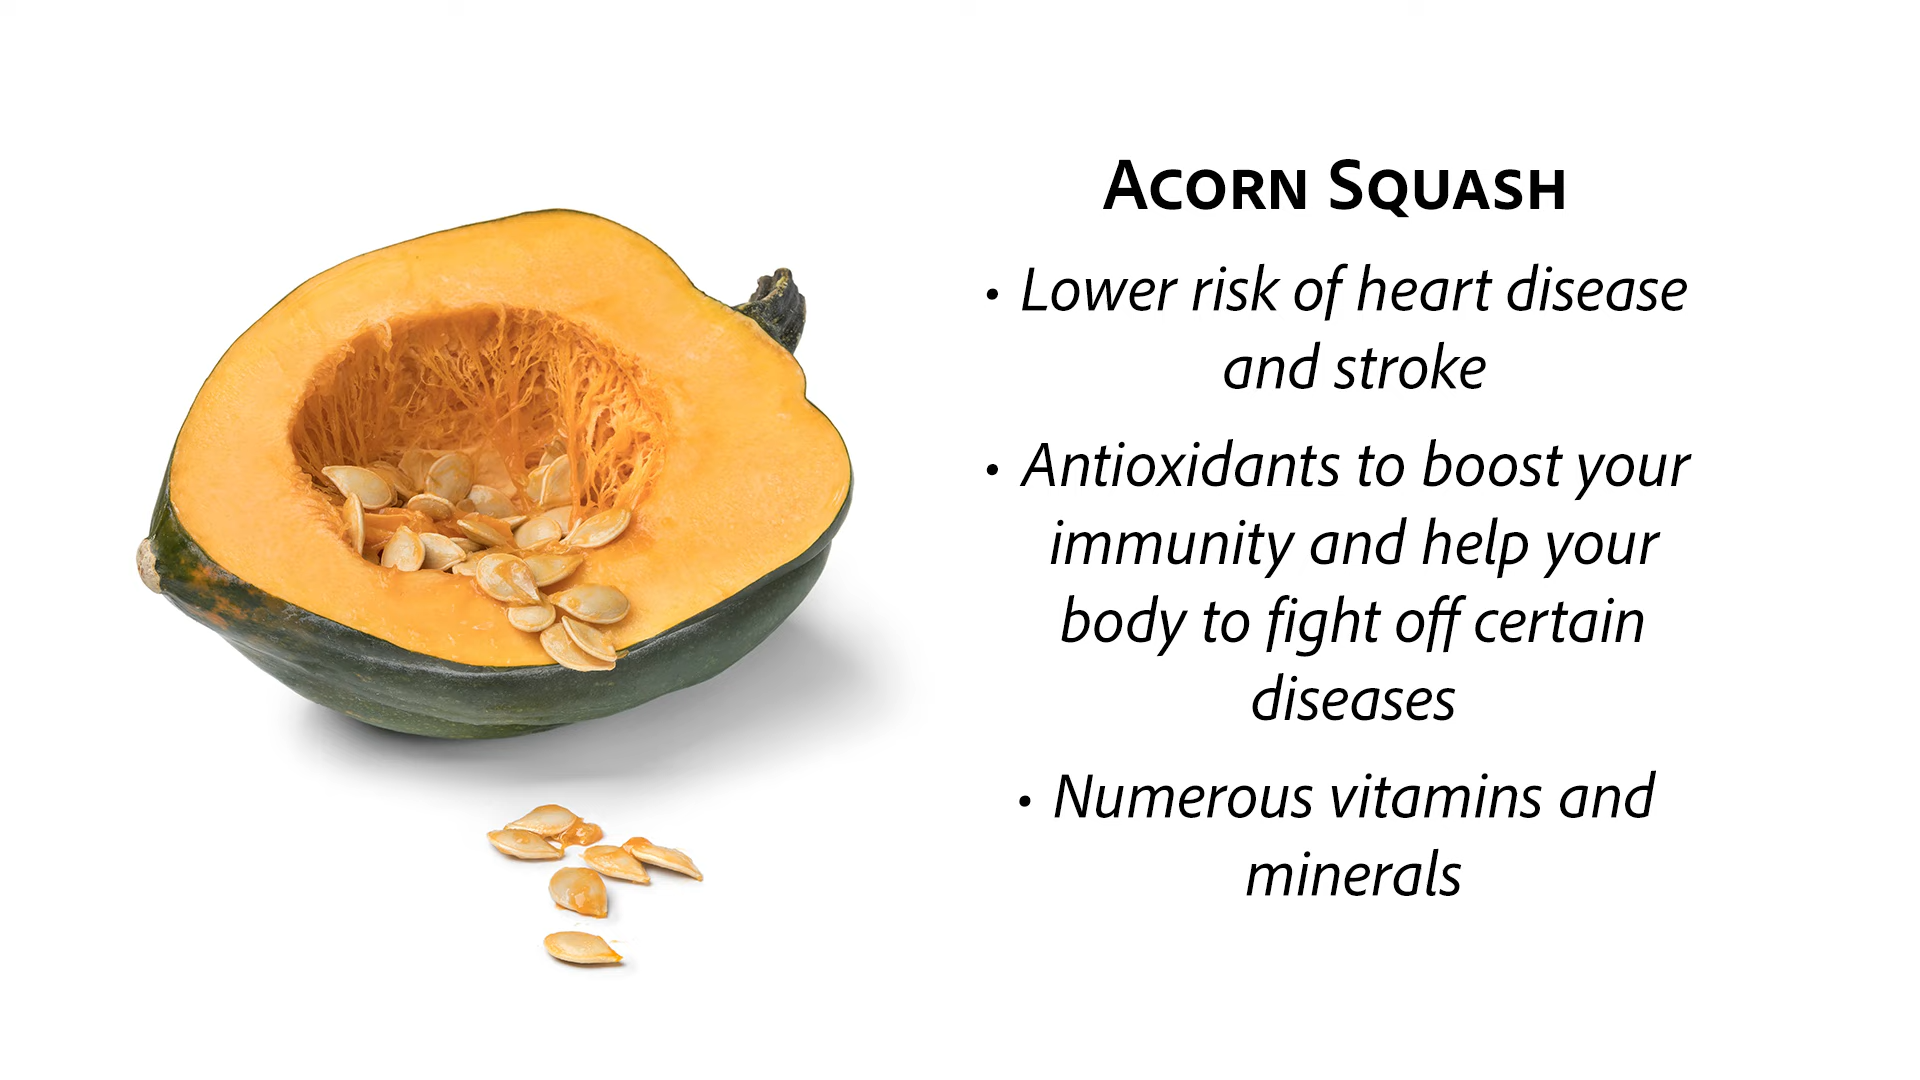 Acorn Squash
• Lower risk of heart disease
and stroke
• Antioxidants to boost your
immunity and help your
body to fight off certain
diseases
• Numerous vitamins and
minerals